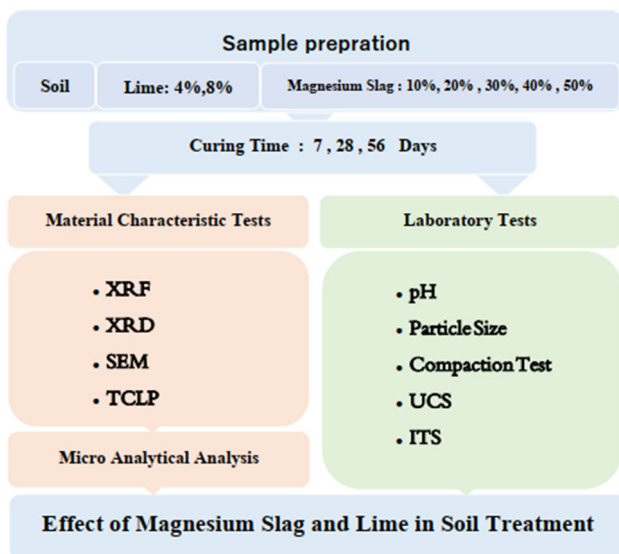 Sample prepration
Soil
Lime: 4%,8%
Magnesium Slag : 10%, 20% , 30%, 40% , 50%
Curing Time : 7 , 28 , 56 Days
Material Characteristic Tests
• XRF
• XRD
• SEM
• TCLP
Micro Analytical Analysis
Laboratory Tests
• pH
• Particle Size
• Compaction Test
• UCS
• ITS
Effect of Magnesium Slag and Lime in Soil Treatment